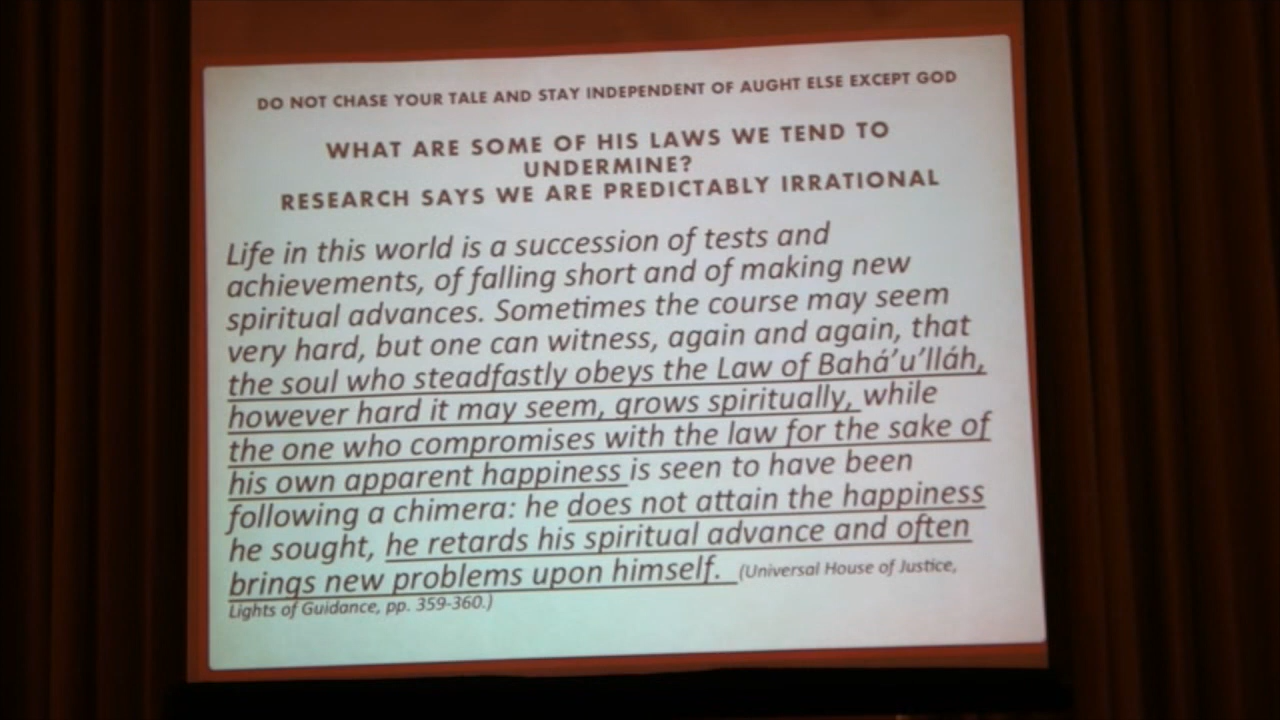 DO NOT CHASE YOUR TALE AND STAY INDEPENDENT OF AUGHT ELSE EXCEPT GOD
WHAT ARE SOME OF HIS LAWS WE TEND TO
UNDERMINE?
RESEARCH SAYS WE ARE PREDICTABLY IRRATIONAL
Life in this world is a succession of tests and
achievements, of falling short and of making new
spiritual advances. Sometimes the course may seem
very hard, but one can witness, again and again, that
the soul who steadfastly obeys the Law of Bahá’u’lláh,
however hard it may seem, grows spiritually, while
the one who compromises with the law for the sake of
his own apparent happiness is seen to have been
following a chimera: he does not attain the happiness
he sought, he retards his spiritual advance and often
brings new problems upon himself. (Universal House of Justice,
Lights of Guidance, pp. 359-360.)